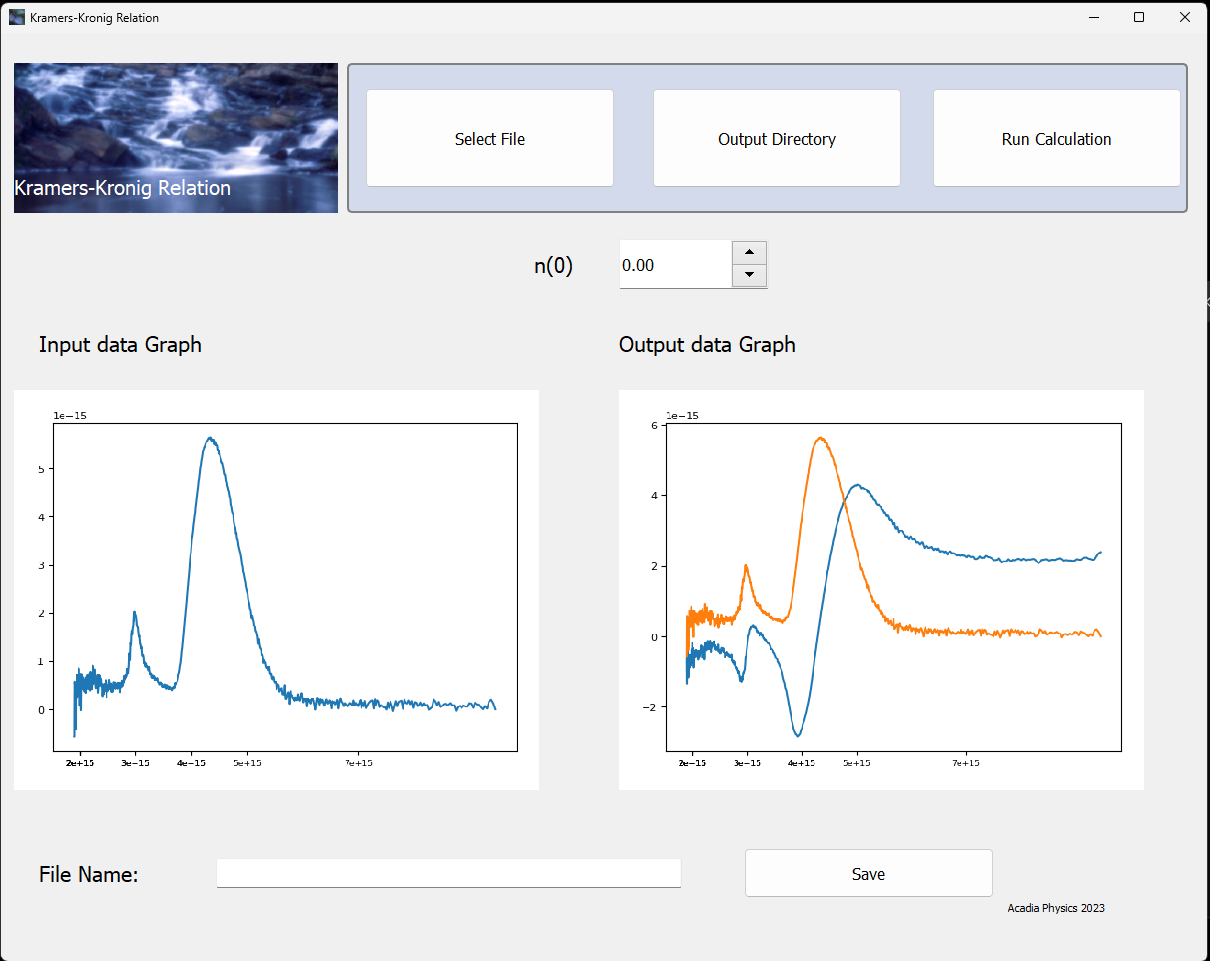 Kramers-Kronig Relation
Kramers-Kronig Relation
Select File
Output Directory
Run Calculation
n(0)
0.00
Input data Graph
Output data Graph
1e−15
5
4
3
2
1
0
2e+15 3e+15 4e+15 5e+15 7e+15
1e−15
6
4
2
0
−2
2e+15 3e+15 4e+15 5e+15 7e+15
File Name:
Save
Acadia Physics 2023